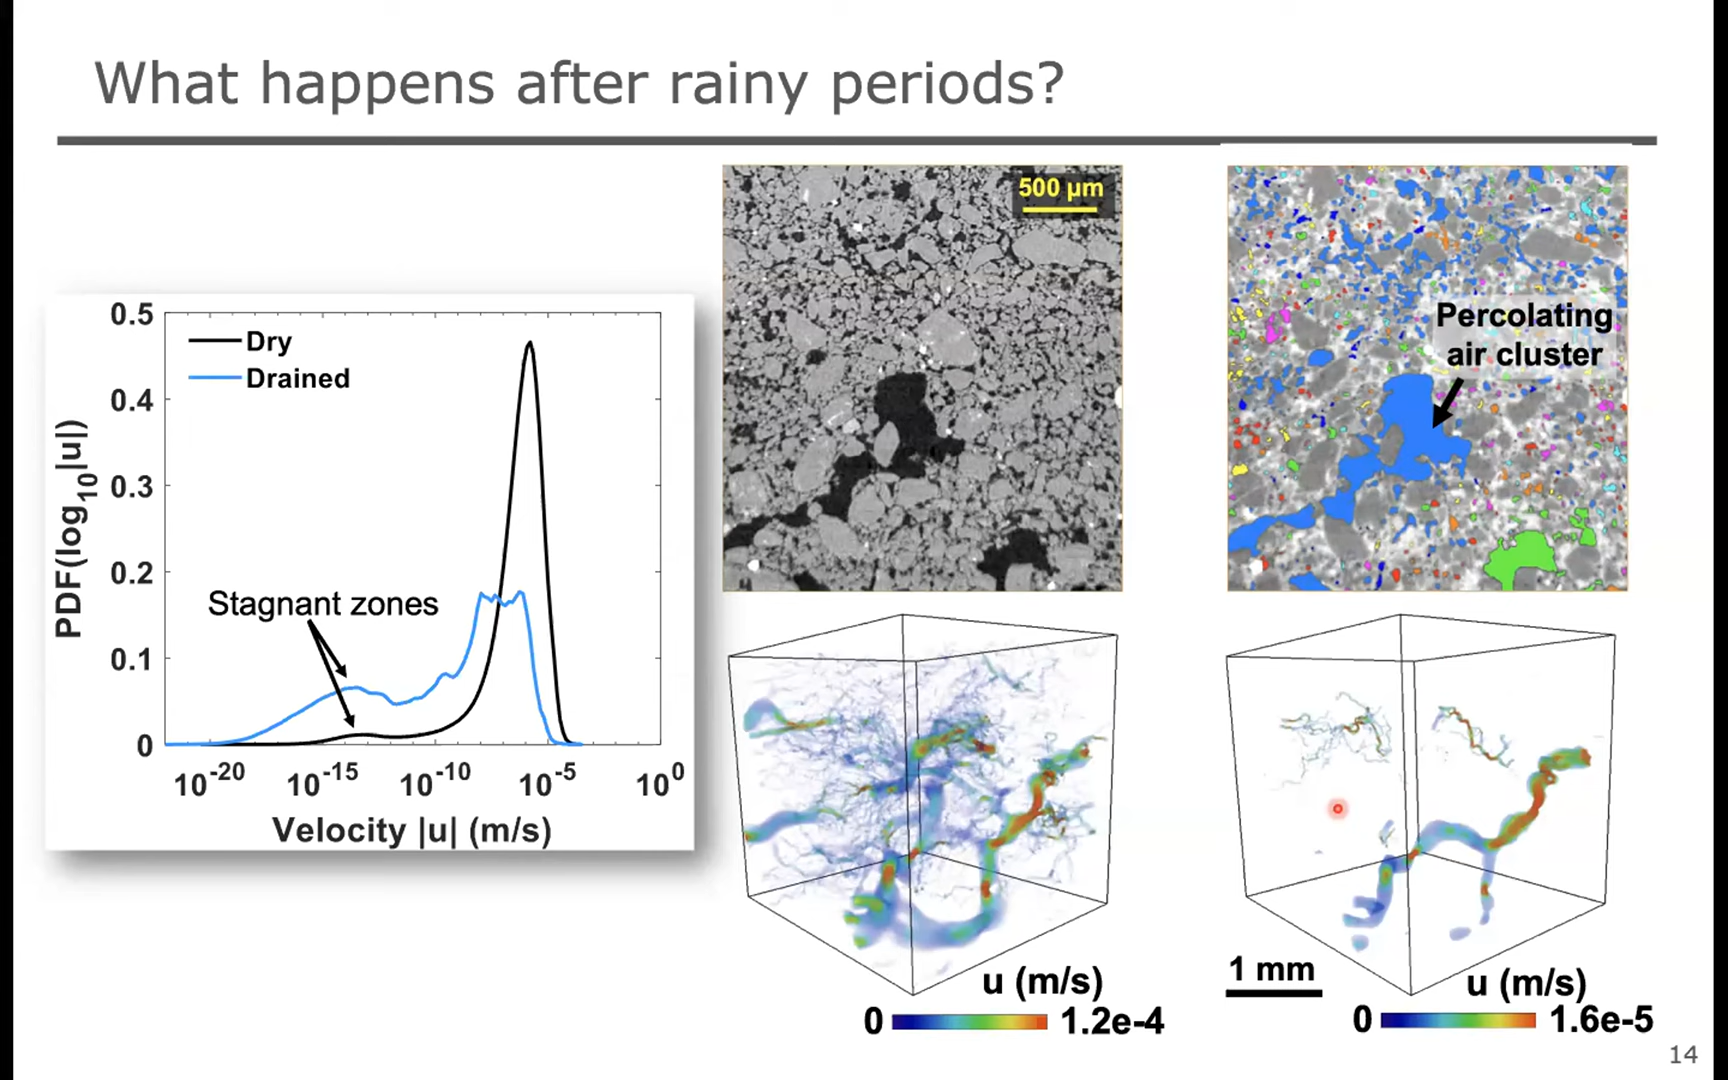 What happens after rainy periods?
0.5
0.4
0.3
0.2
0.1
0
PDF(log₁₀|u|)
Dry
Drained
Stagnant zones
10⁻²⁰ 10⁻¹⁵ 10⁻¹⁰ 10⁻⁵ 10⁰
Velocity |u| (m/s)
500 µm
Percolating
air cluster
u (m/s)
0 1.2e-4
1 mm
u (m/s)
0 1.6e-5
14